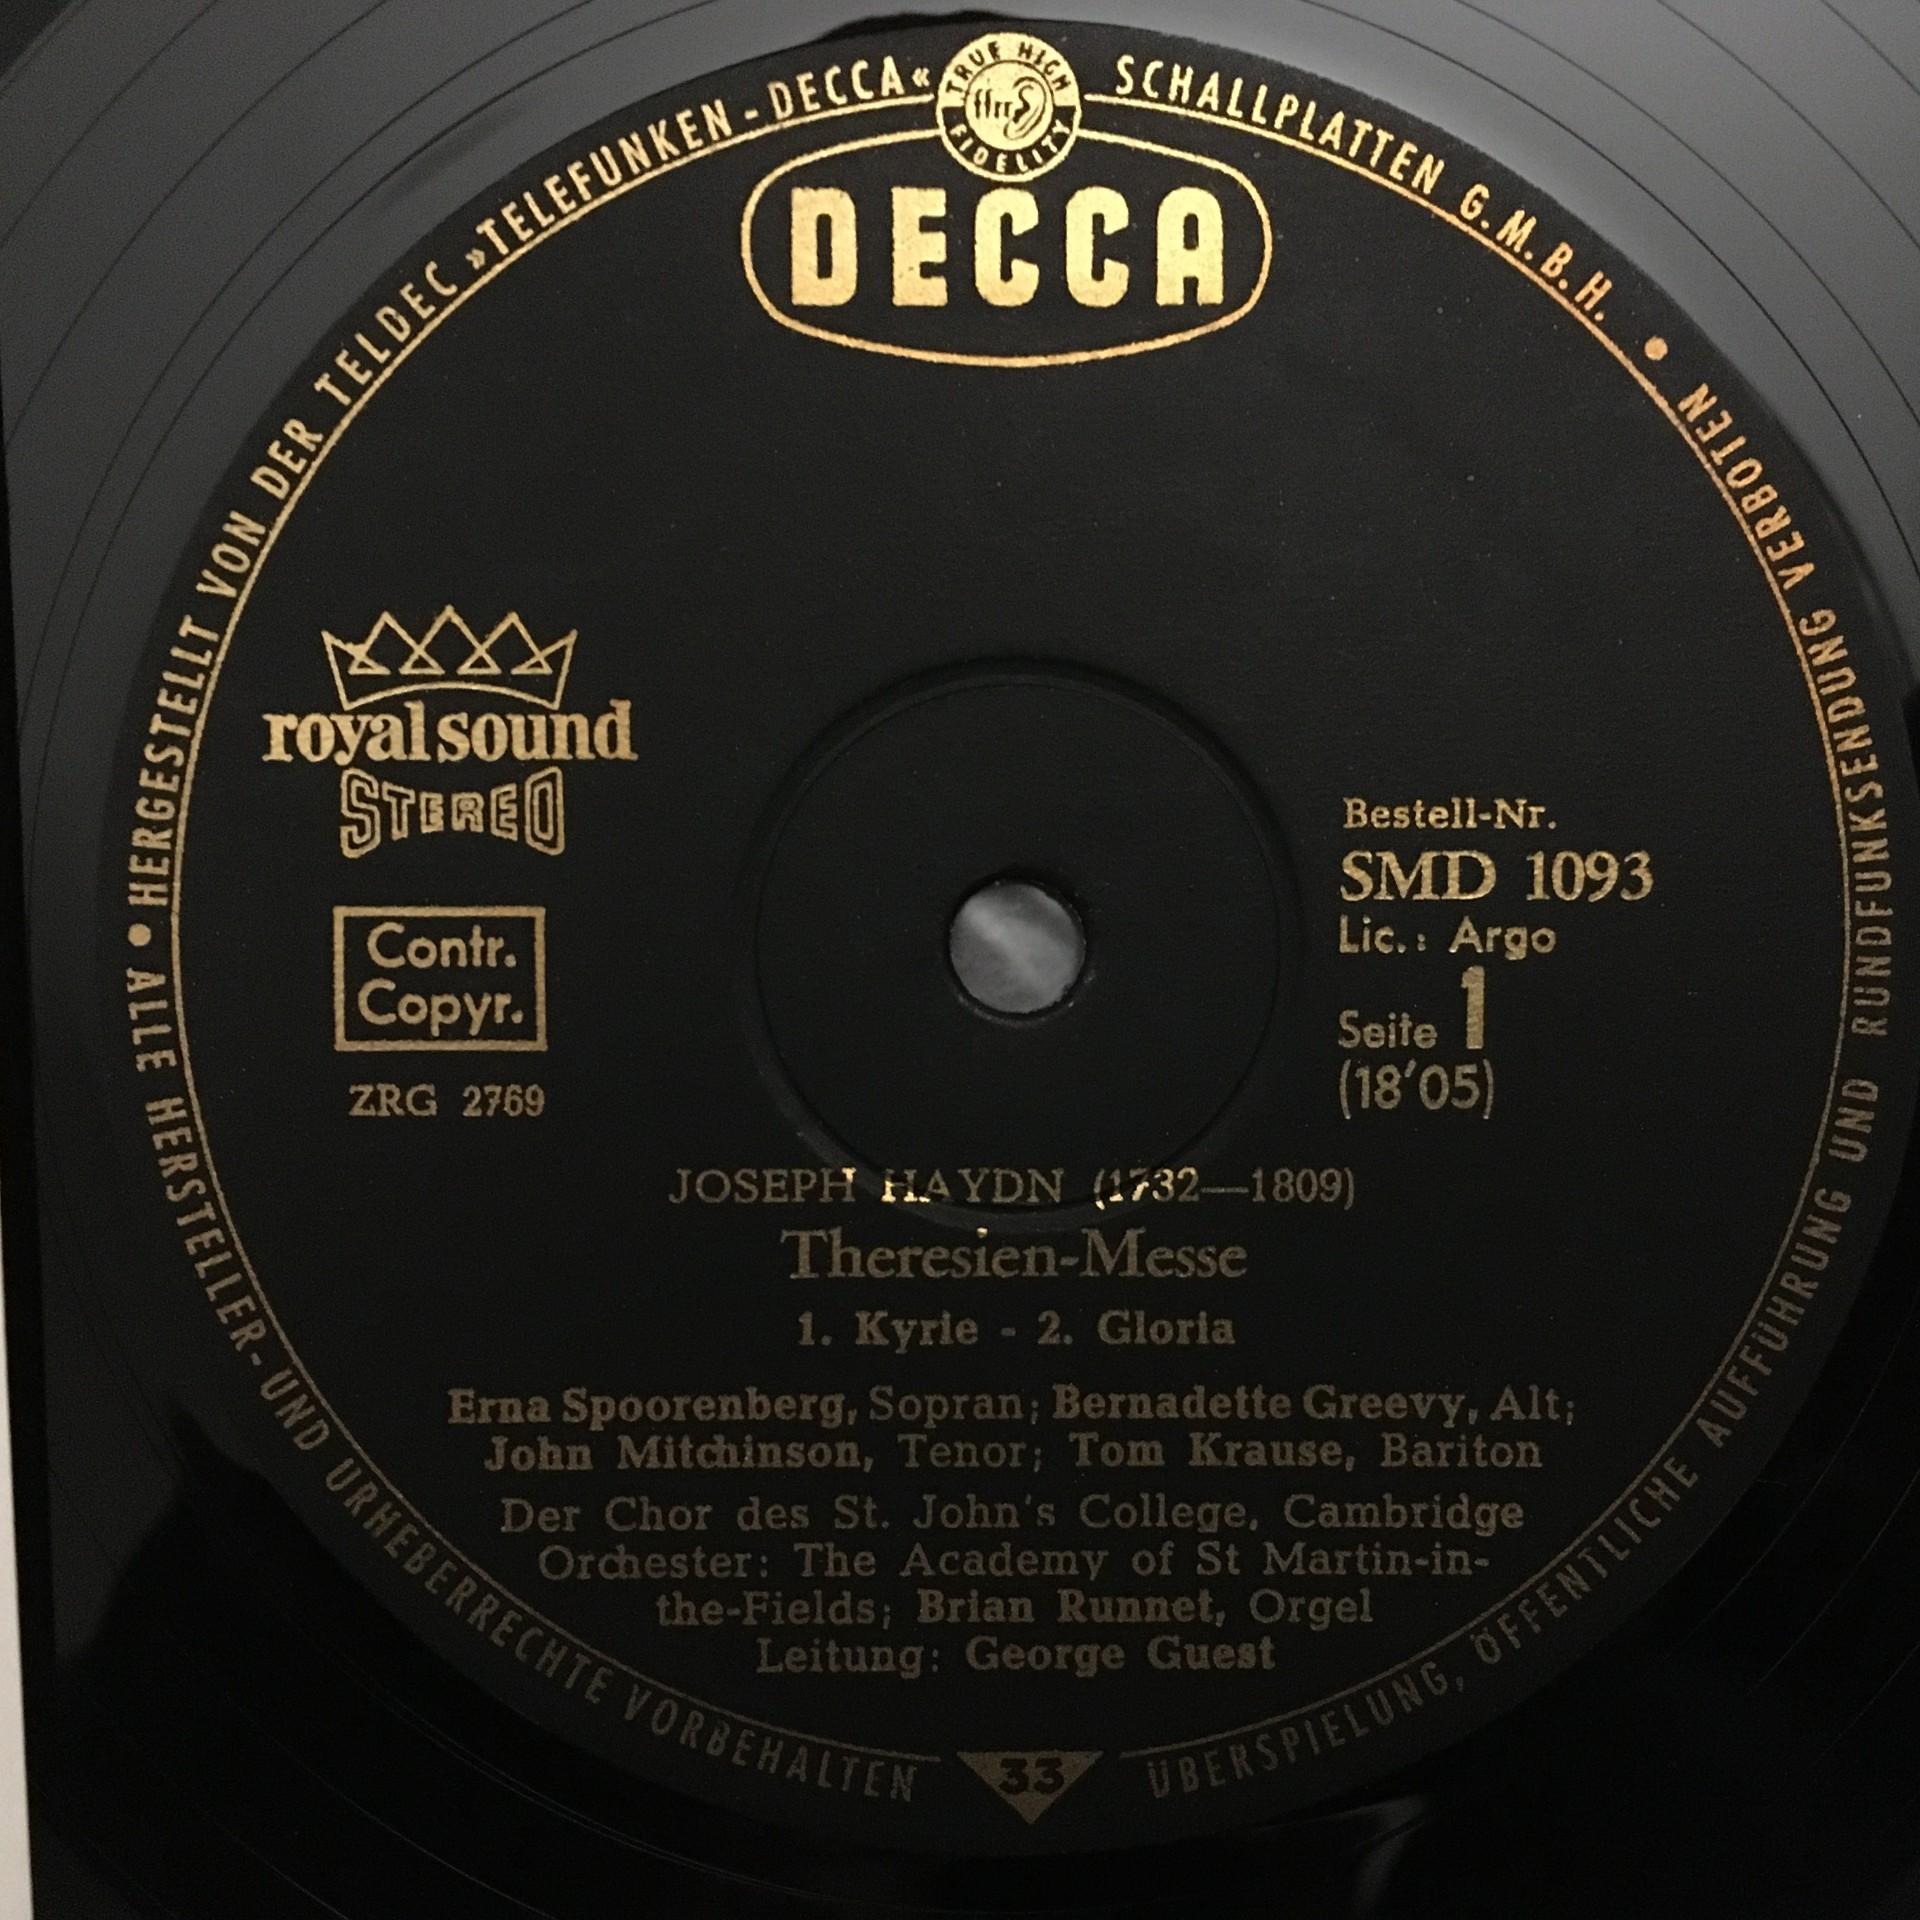 • HERGESTELLT VON DER TELDEC »TELEFUNKEN-DECCA« SCHALLPLATTEN G.M.B.H. •
TRUE HIGH FIDELITY
ffrr
DECCA
royal sound
STEREO
Contr.
Copyr.
ZRG 2769
Bestell-Nr.
SMD 1093
Lic.: Argo
Seite 1
(18'05)
JOSEPH HAYDN (1732—1809)
Theresien-Messe
1. Kyrie - 2. Gloria
Erna Spoorenberg, Sopran; Bernadette Greevy, Alt;
John Mitchinson, Tenor; Tom Krause, Bariton
Der Chor des St. John's College, Cambridge
Orchester: The Academy of St Martin-in-
the-Fields; Brian Runnet, Orgel
Leitung: George Guest
ALLE HERSTELLER- UND URHEBERRECHTE VORBEHALTEN
33
ÜBERSPIELUNG, ÖFFENTLICHE AUFFÜHRUNG UND RUNDFUNKSENDUNG VERBOTEN